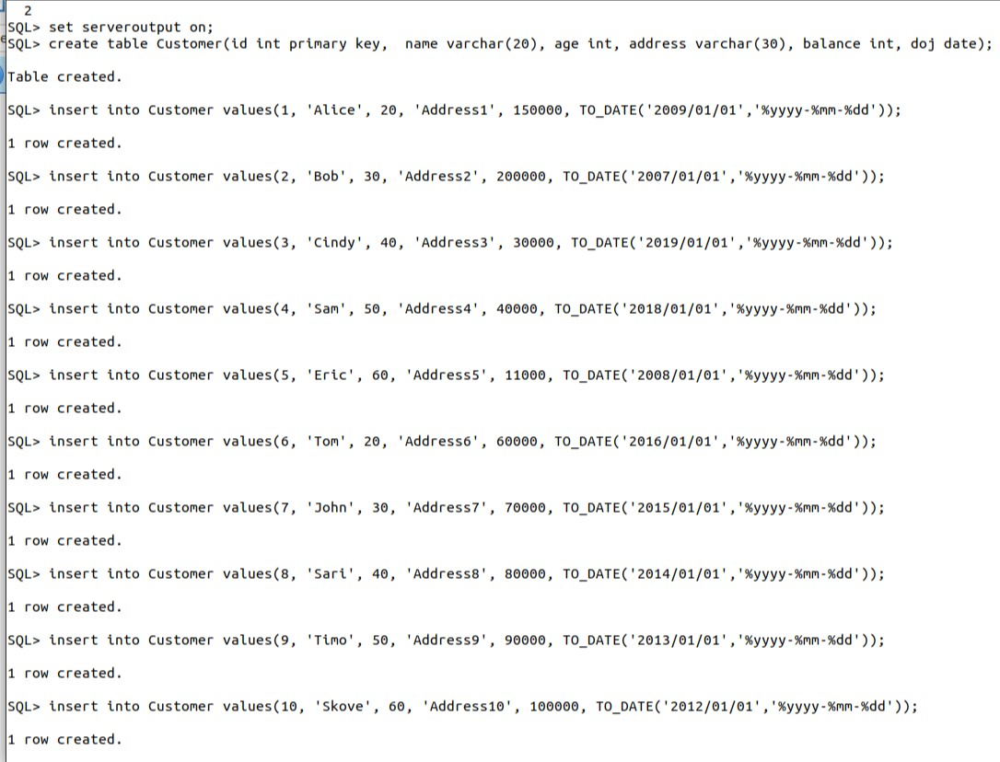 2
SQL> set serveroutput on;
SQL> create table Customer(id int primary key,  name varchar(20), age int, address varchar(30), balance int, doj date);
Table created.
SQL> insert into Customer values(1, 'Alice', 20, 'Address1', 150000, TO_DATE('2009/01/01','%yyyy-%mm-%dd'));
1 row created.
SQL> insert into Customer values(2, 'Bob', 30, 'Address2', 200000, TO_DATE('2007/01/01','%yyyy-%mm-%dd'));
1 row created.
SQL> insert into Customer values(3, 'Cindy', 40, 'Address3', 30000, TO_DATE('2019/01/01','%yyyy-%mm-%dd'));
1 row created.
SQL> insert into Customer values(4, 'Sam', 50, 'Address4', 40000, TO_DATE('2018/01/01','%yyyy-%mm-%dd'));
1 row created.
SQL> insert into Customer values(5, 'Eric', 60, 'Address5', 11000, TO_DATE('2008/01/01','%yyyy-%mm-%dd'));
1 row created.
SQL> insert into Customer values(6, 'Tom', 20, 'Address6', 60000, TO_DATE('2016/01/01','%yyyy-%mm-%dd'));
1 row created.
SQL> insert into Customer values(7, 'John', 30, 'Address7', 70000, TO_DATE('2015/01/01','%yyyy-%mm-%dd'));
1 row created.
SQL> insert into Customer values(8, 'Sari', 40, 'Address8', 80000, TO_DATE('2014/01/01','%yyyy-%mm-%dd'));
1 row created.
SQL> insert into Customer values(9, 'Timo', 50, 'Address9', 90000, TO_DATE('2013/01/01','%yyyy-%mm-%dd'));
1 row created.
SQL> insert into Customer values(10, 'Skove', 60, 'Address10', 100000, TO_DATE('2012/01/01','%yyyy-%mm-%dd'));
1 row created.